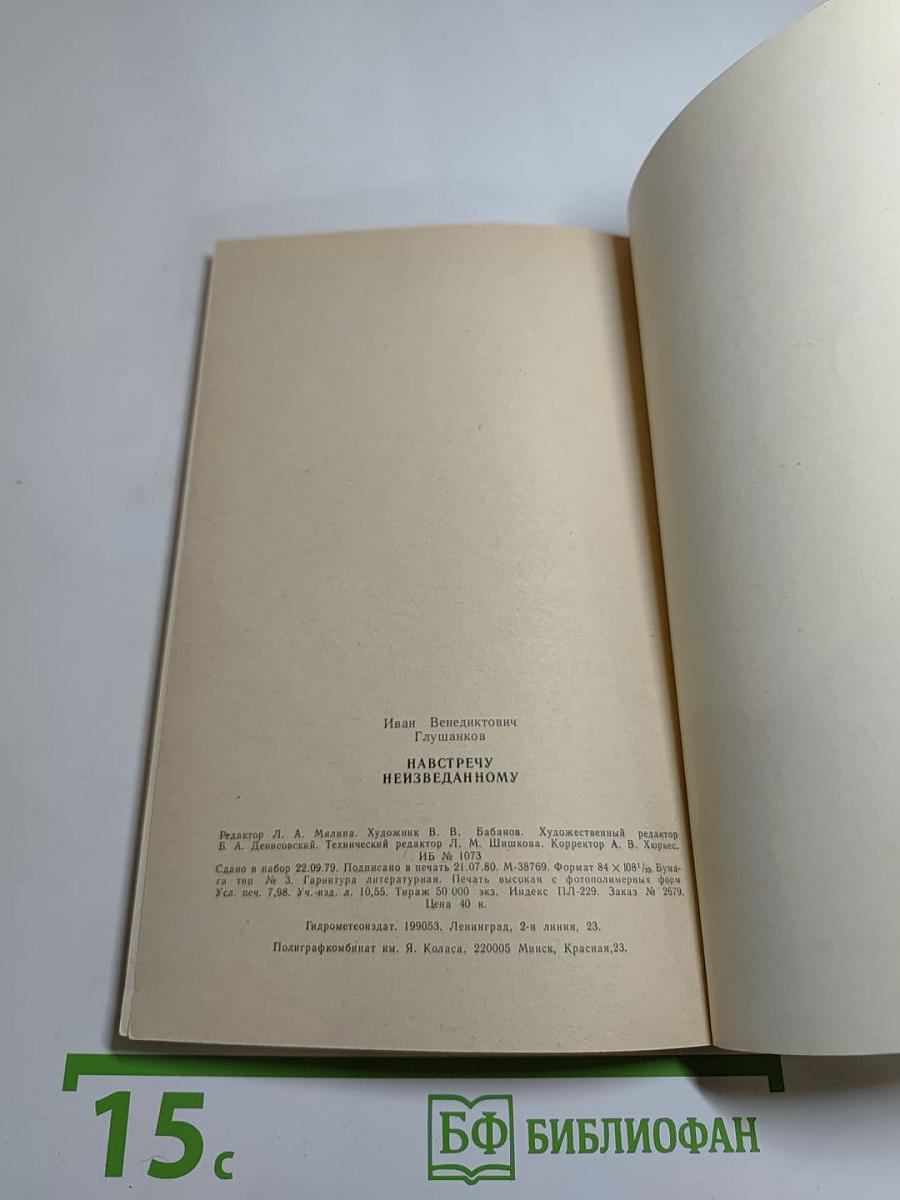 Иван Венедиктович
Глушанков
НАВСТРЕЧУ
НЕИЗВЕДАННОМУ
Редактор Л. А. Милина. Художник В. В. Бабанов. Художественный редактор
Б. А. Денисовский. Технический редактор Л. М. Шишкова. Корректор А. В. Хюркес.
ИБ № 1073
Сдано в набор 22.09.79. Подписано в печать 21.07.80. М-38769. Формат 84 × 108¹/₃₂. Бума-
га тип № 3. Гарнитура литературная. Печать высокая с фотополимерных форм
Усл. печ. 7,98. Уч.-изд. л. 10,55. Тираж 50 000 экз. Индекс ПЛ-229. Заказ № 2679.
Цена 40 к.
Гидрометеоиздат. 199053. Ленинград, 2-я линия, 23.
Полиграфкомбинат им. Я. Коласа. 220005 Минск, Красная,23.
15 с
БФ БИБЛИОФАН